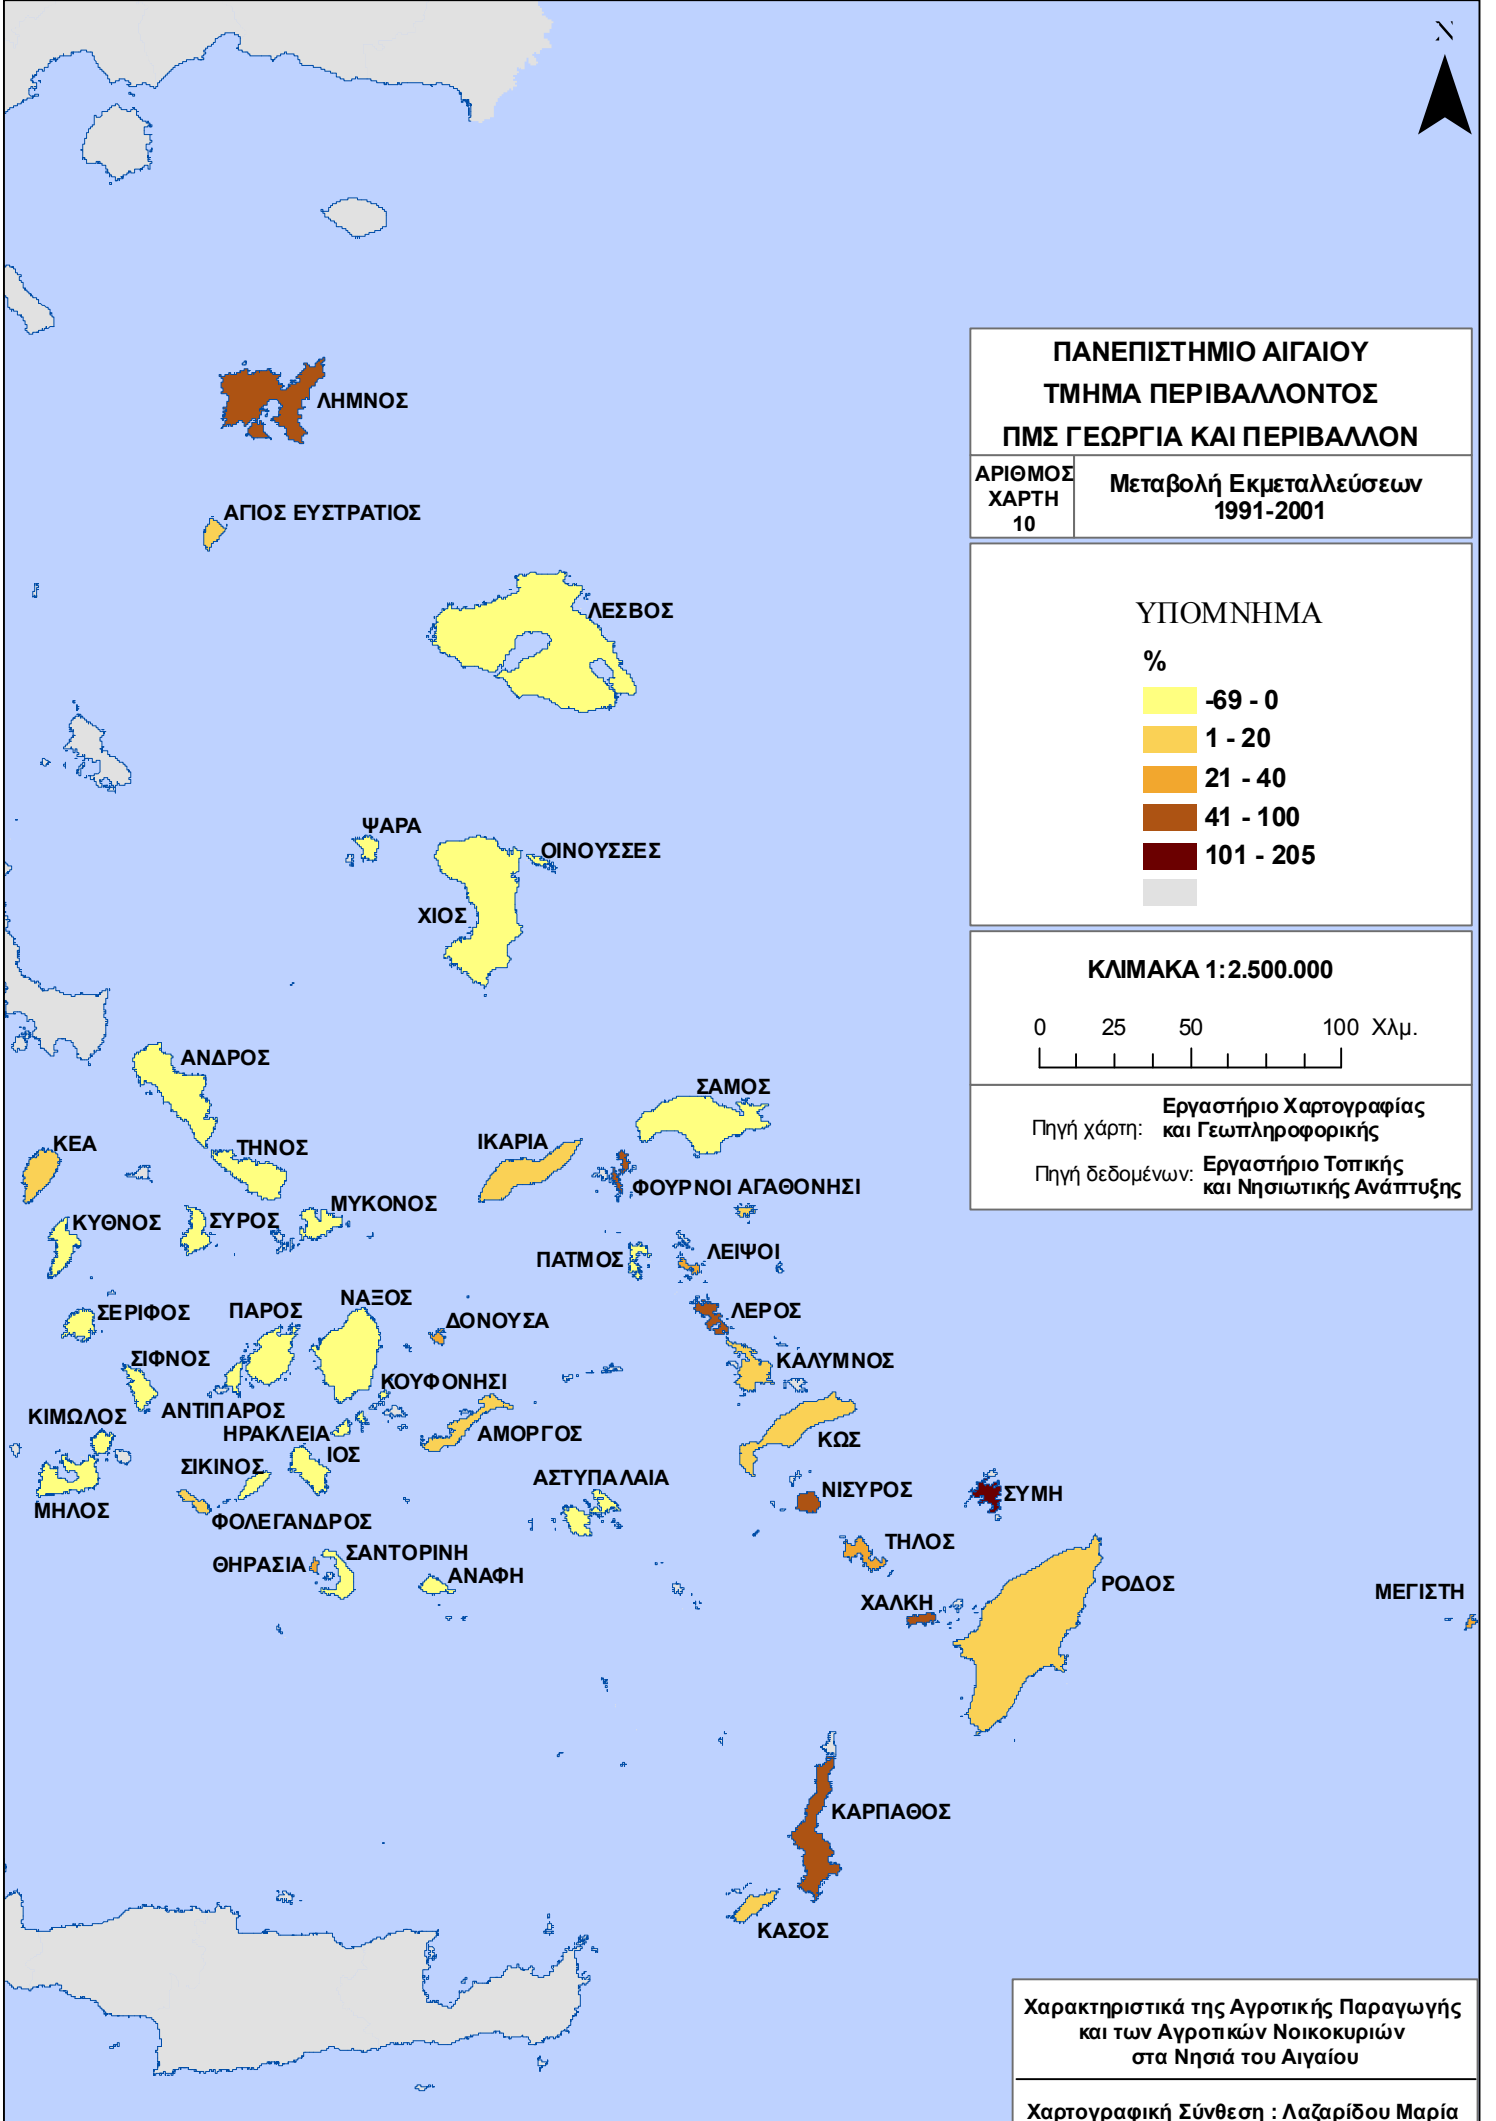 N
ΠΑΝΕΠΙΣΤΗΜΙΟ ΑΙΓΑΙΟΥ
ΤΜΗΜΑ ΠΕΡΙΒΑΛΛΟΝΤΟΣ
ΠΜΣ ΓΕΩΡΓΙΑ ΚΑΙ ΠΕΡΙΒΑΛΛΟΝ
ΑΡΙΘΜΟΣ
ΧΑΡΤΗ
10
Μεταβολή Εκμεταλλεύσεων
1991-2001
ΥΠΟΜΝΗΜΑ
%
-69 - 0
1 - 20
21 - 40
41 - 100
101 - 205
ΚΛΙΜΑΚΑ 1:2.500.000
0 25 50 100 Χλμ.
Πηγή χάρτη: Εργαστήριο Χαρτογραφίας
και Γεωπληροφορικής
Πηγή δεδομένων: Εργαστήριο Τοπικής
και Νησιωτικής Ανάπτυξης
ΛΗΜΝΟΣ
ΑΓΙΟΣ ΕΥΣΤΡΑΤΙΟΣ
ΛΕΣΒΟΣ
ΨΑΡΑ
ΟΙΝΟΥΣΣΕΣ
ΧΙΟΣ
ΑΝΔΡΟΣ
ΣΑΜΟΣ
ΚΕΑ
ΤΗΝΟΣ
ΙΚΑΡΙΑ
ΦΟΥΡΝΟΙ
ΑΓΑΘΟΝΗΣΙ
ΜΥΚΟΝΟΣ
ΚΥΘΝΟΣ
ΣΥΡΟΣ
ΠΑΤΜΟΣ
ΛΕΙΨΟΙ
ΝΑΞΟΣ
ΣΕΡΙΦΟΣ
ΠΑΡΟΣ
ΔΟΝΟΥΣΑ
ΛΕΡΟΣ
ΣΙΦΝΟΣ
ΚΑΛΥΜΝΟΣ
ΚΟΥΦΟΝΗΣΙ
ΑΝΤΙΠΑΡΟΣ
ΚΙΜΩΛΟΣ
ΗΡΑΚΛΕΙΑ
ΑΜΟΡΓΟΣ
ΚΩΣ
ΙΟΣ
ΣΙΚΙΝΟΣ
ΑΣΤΥΠΑΛΑΙΑ
ΝΙΣΥΡΟΣ
ΣΥΜΗ
ΜΗΛΟΣ
ΦΟΛΕΓΑΝΔΡΟΣ
ΤΗΛΟΣ
ΣΑΝΤΟΡΙΝΗ
ΘΗΡΑΣΙΑ
ΑΝΑΦΗ
ΡΟΔΟΣ
ΜΕΓΙΣΤΗ
ΧΑΛΚΗ
ΚΑΡΠΑΘΟΣ
ΚΑΣΟΣ
Χαρακτηριστικά της Αγροτικής Παραγωγής
και των Αγροτικών Νοικοκυριών
στα Νησιά του Αιγαίου
Χαρτογραφική Σύνθεση : Λαζαρίδου Μαρία